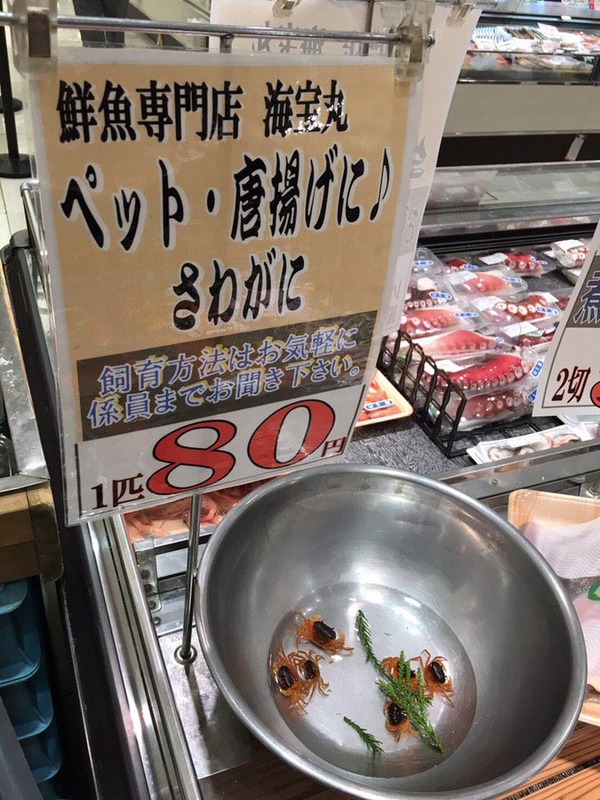 鮮魚専門店 海宝丸
ペット・唐揚げに♪
さわがに
飼育方法はお気軽に
係員までお聞き下さい。
1匹80円
煮
2切